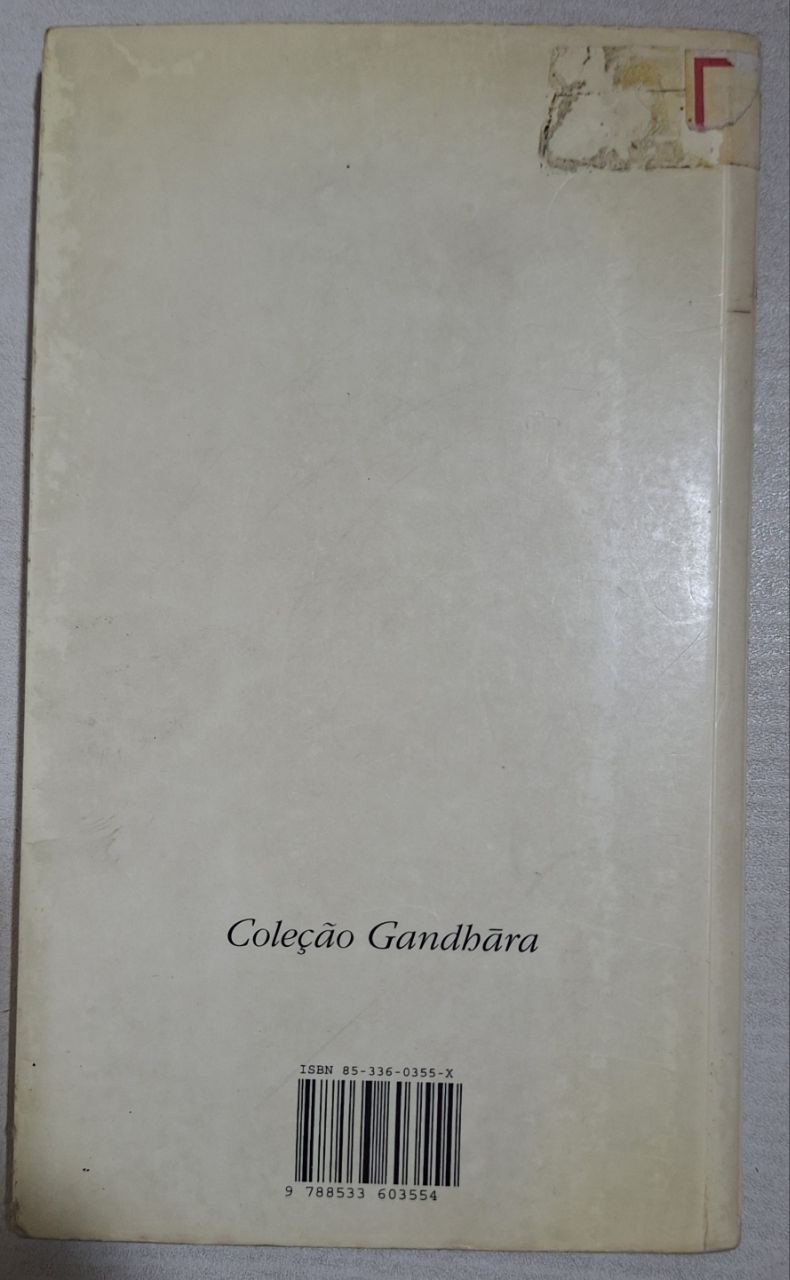 Coleção Gandhāra
ISBN 85-336-0355-X
9 788533 603554